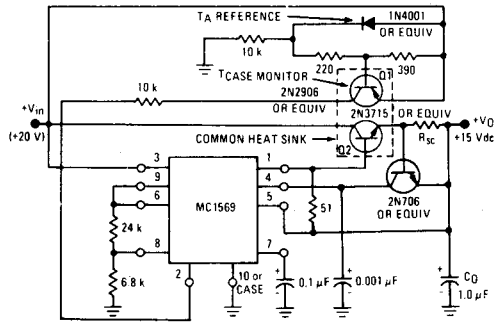 TA REFERENCE
1N4001
OR EQUIV
10 k
220
390
TCASE MONITOR
Q1
10 k
2N2906
OR EQUIV
2N3715
OR EQUIV
+Vin
(+20 V)
COMMON HEAT SINK
Q2
RSC
+VO
+15 Vdc
3
1
9
4
2N706
OR EQUIV
6
MC1569
5
51
24 k
8
7
2
10 or
CASE
0.1 µF
0.001 µF
CO
1.0 µF
6.8 k
+
+
+